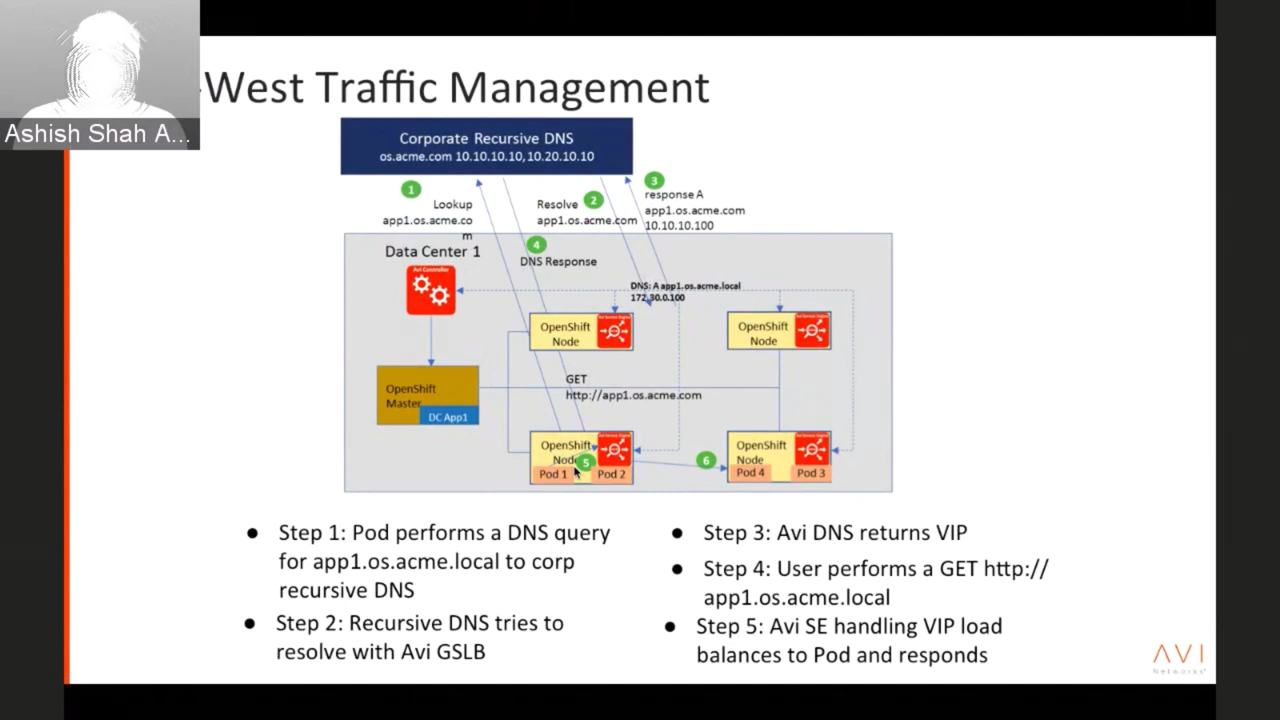 Ashish Shah A...
-West Traffic Management
Corporate Recursive DNS
os.acme.com 10.10.10.10, 10.20.10.10
1
Lookup
app1.os.acme.co
m
Resolve
app1.os.acme.com
2
3
response A
app1.os.acme.com
10.10.10.100
4
DNS Response
Data Center 1
Avi Controller
DNS: A app1.os.acme.local
172.30.0.100
OpenShift
Node
OpenShift
Node
GET
http://app1.os.acme.com
OpenShift
Master
DC App1
OpenShift
Node
5
Pod 1
Pod 2
6
OpenShift
Node
Pod 4
Pod 3
● Step 1: Pod performs a DNS query
for app1.os.acme.local to corp
recursive DNS
● Step 2: Recursive DNS tries to
resolve with Avi GSLB
● Step 3: Avi DNS returns VIP
● Step 4: User performs a GET http://
app1.os.acme.local
● Step 5: Avi SE handling VIP load
balances to Pod and responds
AVI
Networks